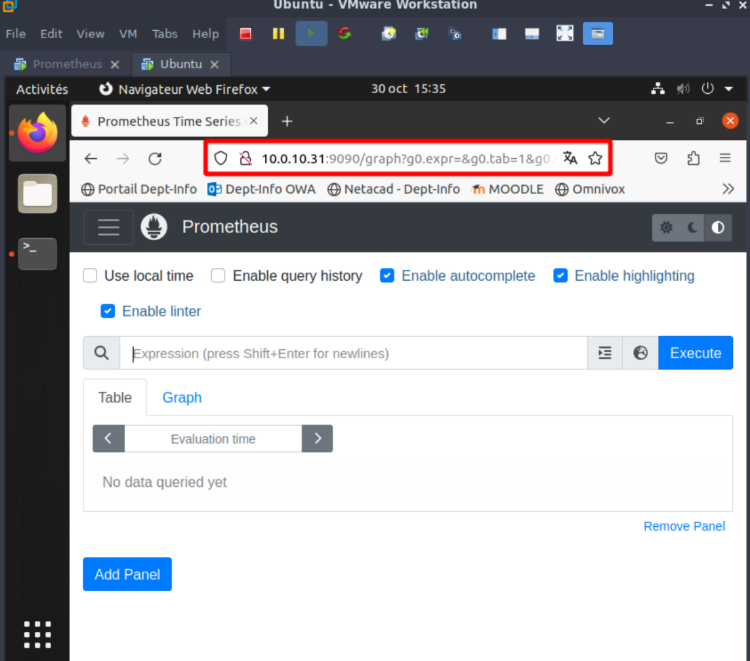 Ubuntu - VMware Workstation
File Edit View VM Tabs Help
Prometheus Ubuntu
Activités Navigateur Web Firefox 30 oct 15:35
Prometheus Time Series
10.0.10.31:9090/graph?g0.expr=&g0.tab=1&g0.
Portail Dept-Info Dept-Info OWA Netacad - Dept-Info MOODLE Omnivox
Prometheus
Use local time Enable query history Enable autocomplete Enable highlighting
Enable linter
Expression (press Shift+Enter for newlines) Execute
Table Graph
Evaluation time
No data queried yet
Remove Panel
Add Panel